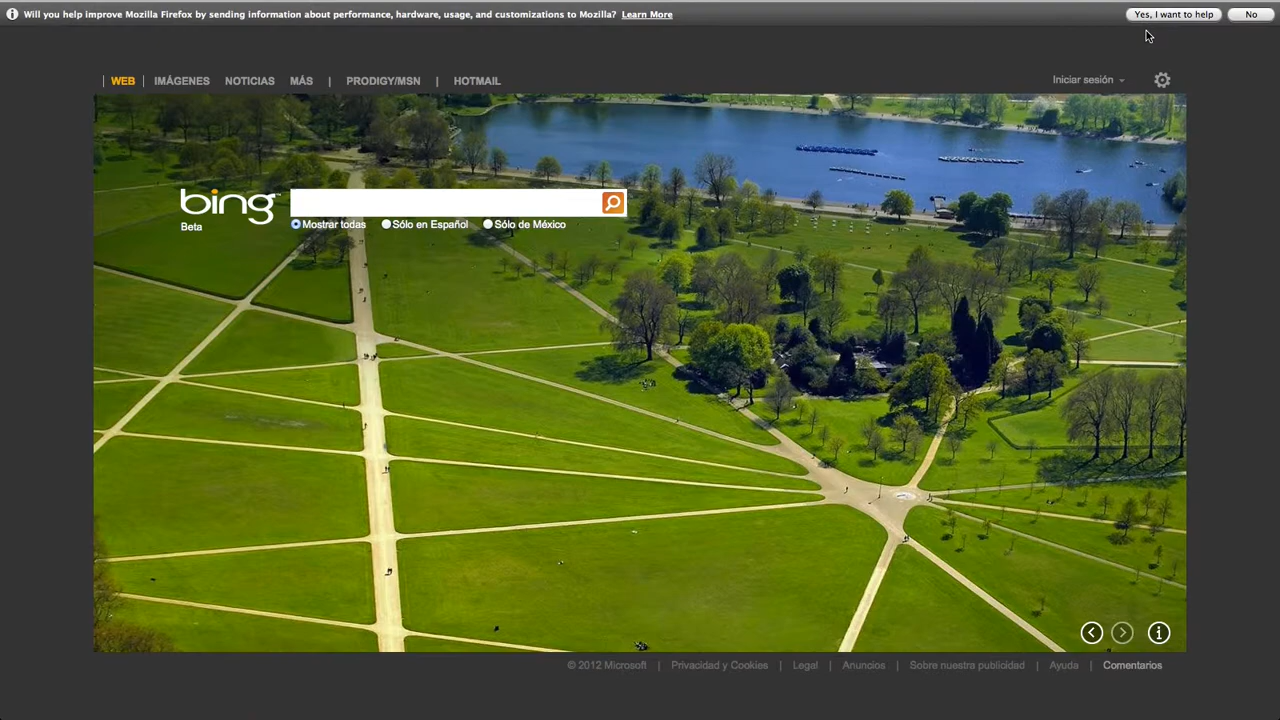 Will you help improve Mozilla Firefox by sending information about performance, hardware, usage, and customizations to Mozilla? Learn More Yes, I want to help No
WEB IMÁGENES NOTICIAS MÁS | PRODIGY/MSN | HOTMAIL Iniciar sesión
bing
Beta
Mostrar todas Sólo en Español Sólo de México
© 2012 Microsoft | Privacidad y Cookies | Legal | Anuncios | Sobre nuestra publicidad | Ayuda | Comentarios